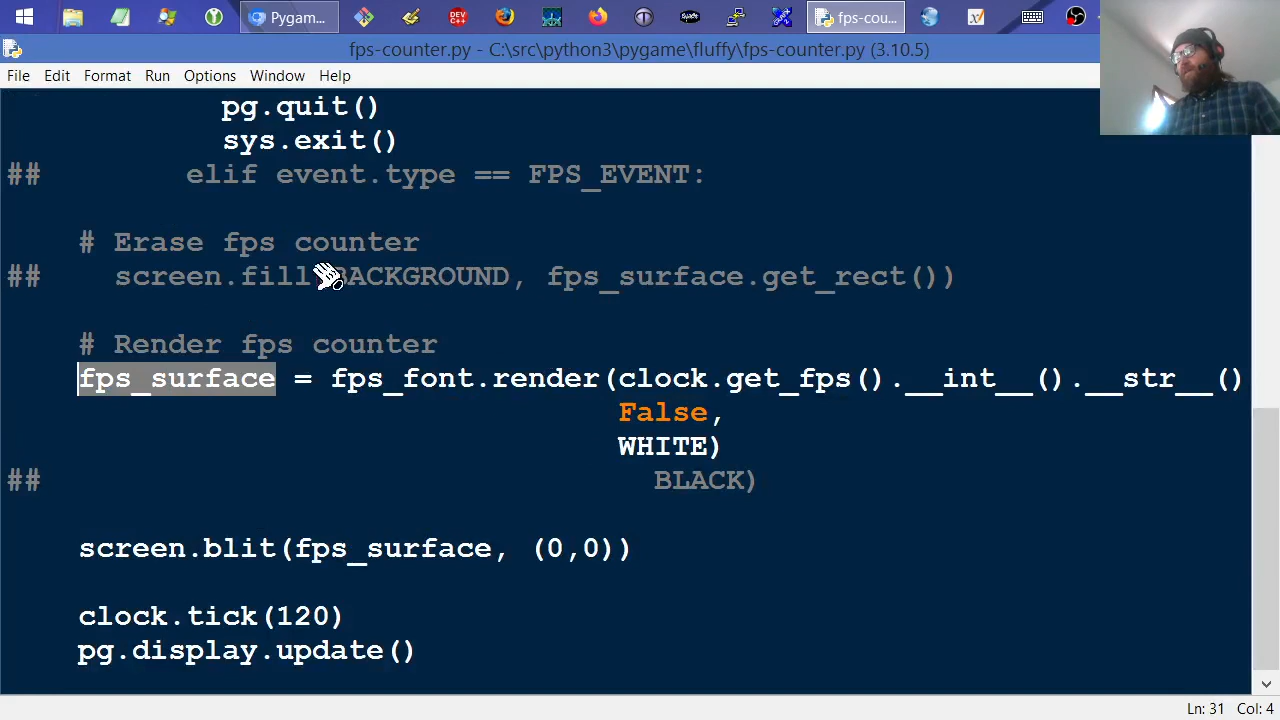 Pygam...
DEV C++
fps-cou...
fps-counter.py - C:\src\python3\pygame\fluffy\fps-counter.py (3.10.5)
File Edit Format Run Options Window Help
pg.quit()
sys.exit()
## elif event.type == FPS_EVENT:
# Erase fps counter
## screen.fill(BACKGROUND, fps_surface.get_rect())
# Render fps counter
fps_surface = fps_font.render(clock.get_fps().__int__().__str__()
False,
WHITE)
## BLACK)
screen.blit(fps_surface, (0,0))
clock.tick(120)
pg.display.update()
Ln: 31 Col: 4